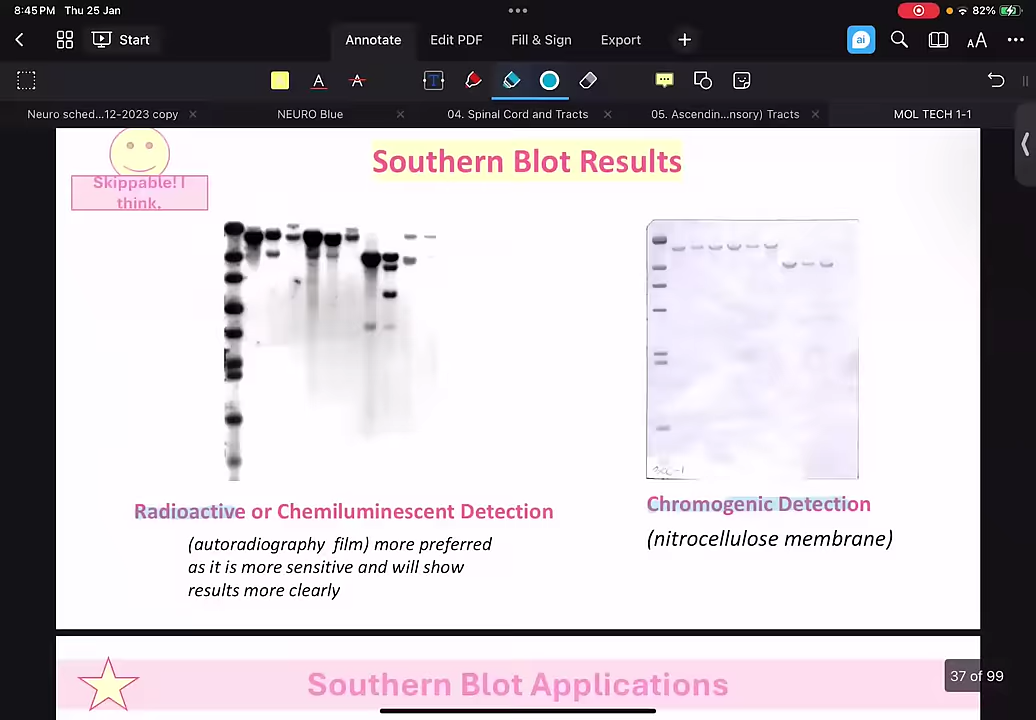 8:45 PM Thu 25 Jan
82%
Start
Annotate
Edit PDF
Fill & Sign
Export
ai
AA
T
A
A
Neuro sched...12-2023 copy
NEURO Blue
04. Spinal Cord and Tracts
05. Ascendin...nsory) Tracts
MOL TECH 1-1
Skippable! I
think.
Southern Blot Results
Radioactive or Chemiluminescent Detection
(autoradiography film) more preferred
as it is more sensitive and will show
results more clearly
Chromogenic Detection
(nitrocellulose membrane)
37 of 99
Southern Blot Applications